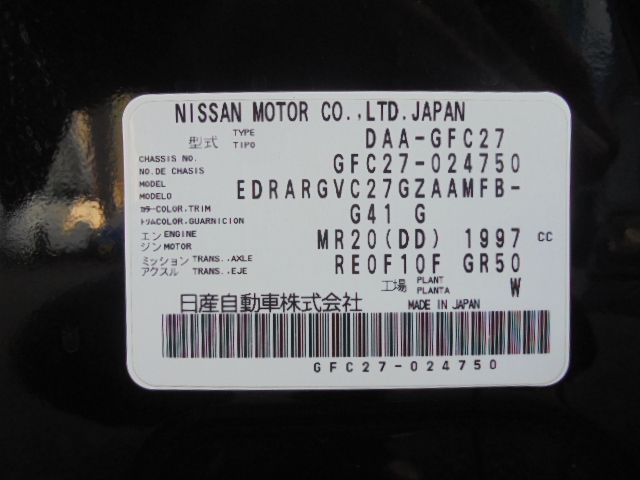 NISSAN MOTOR CO.,LTD.JAPAN
型式 TYPE TIPO DAA-GFC27
CHASSIS NO. NO.DE CHASIS GFC27-024750
MODEL MODELO EDRARGVC27GZAAMFB-
カラー COLOR,TRIM トリム COLOR,GUARNICION G41 G
エンジン ENGINE MOTOR MR20(DD) 1997 CC
ミッション アクスル TRANS.,AXLE TRANS.,EJE RE0F10F GR50
工場 PLANT PLANTA W
日産自動車株式会社 MADE IN JAPAN
GFC27-024750